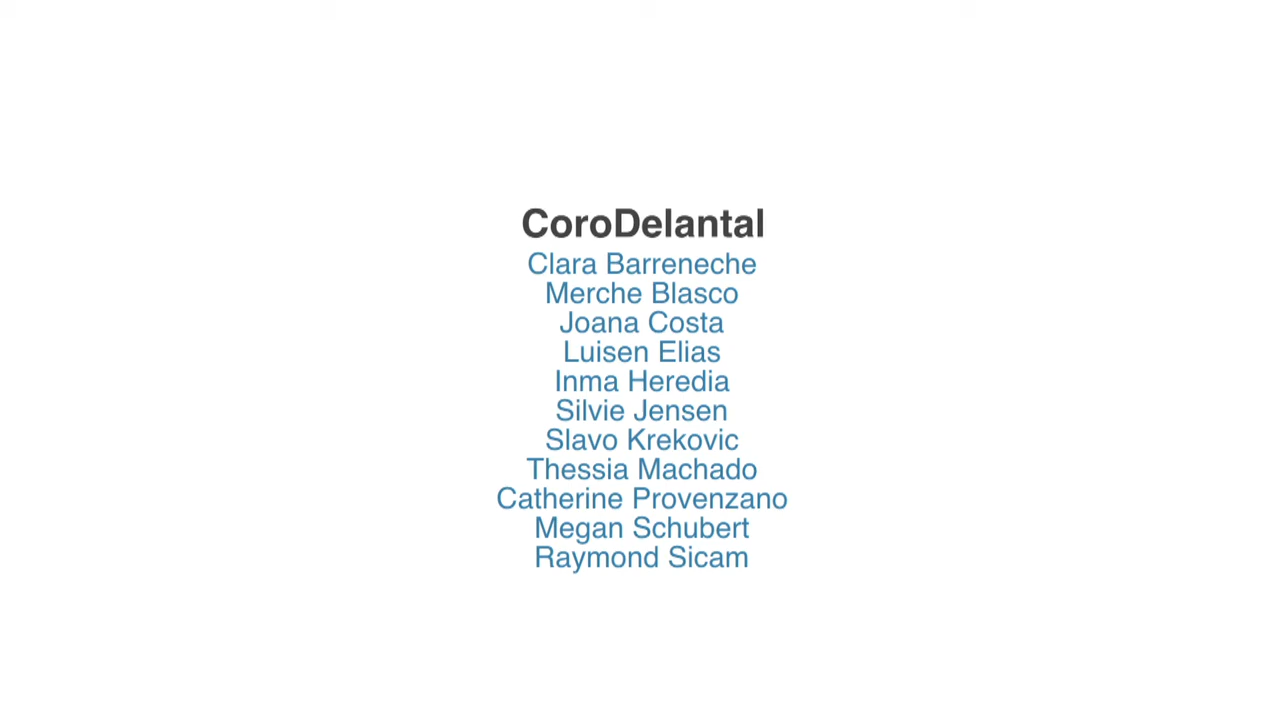 CoroDelantal
Clara Barreneche
Merche Blasco
Joana Costa
Luisen Elias
Inma Heredia
Silvie Jensen
Slavo Krekovic
Thessia Machado
Catherine Provenzano
Megan Schubert
Raymond Sicam